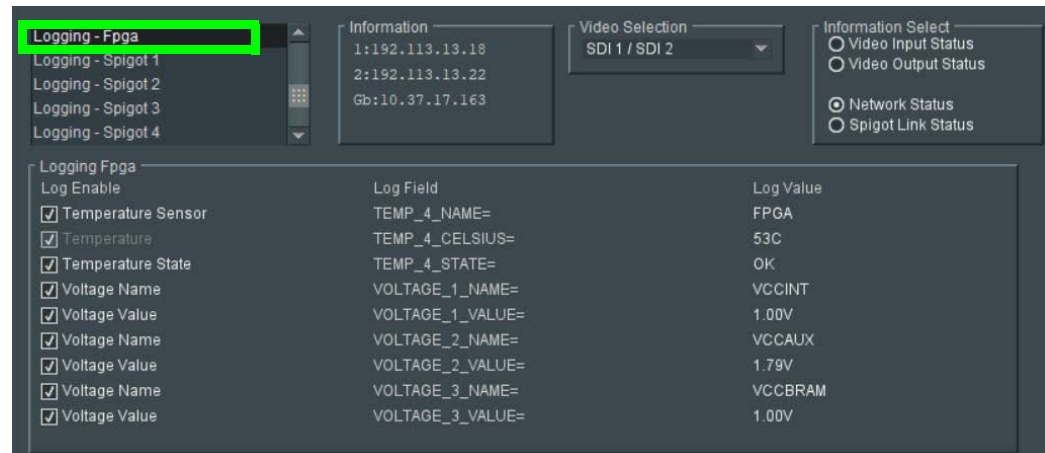 Logging - Fpga
Logging - Spigot 1
Logging - Spigot 2
Logging - Spigot 3
Logging - Spigot 4
Information
1:192.113.13.18
2:192.113.13.22
Gb:10.37.17.163
Video Selection
SDI 1 / SDI 2
Information Select
Video Input Status
Video Output Status
Network Status
Spigot Link Status
Logging Fpga
Log Enable Log Field Log Value
Temperature Sensor TEMP_4_NAME= FPGA
Temperature TEMP_4_CELSIUS= 53C
Temperature State TEMP_4_STATE= OK
Voltage Name VOLTAGE_1_NAME= VCCINT
Voltage Value VOLTAGE_1_VALUE= 1.00V
Voltage Name VOLTAGE_2_NAME= VCCAUX
Voltage Value VOLTAGE_2_VALUE= 1.79V
Voltage Name VOLTAGE_3_NAME= VCCBRAM
Voltage Value VOLTAGE_3_VALUE= 1.00V